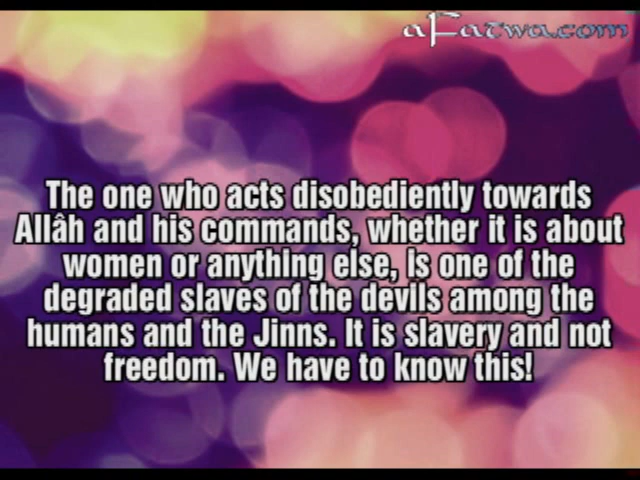 aFatwa.com
The one who acts disobediently towards
Allâh and his commands, whether it is about
women or anything else, is one of the
degraded slaves of the devils among the
humans and the Jinns. It is slavery and not
freedom. We have to know this!